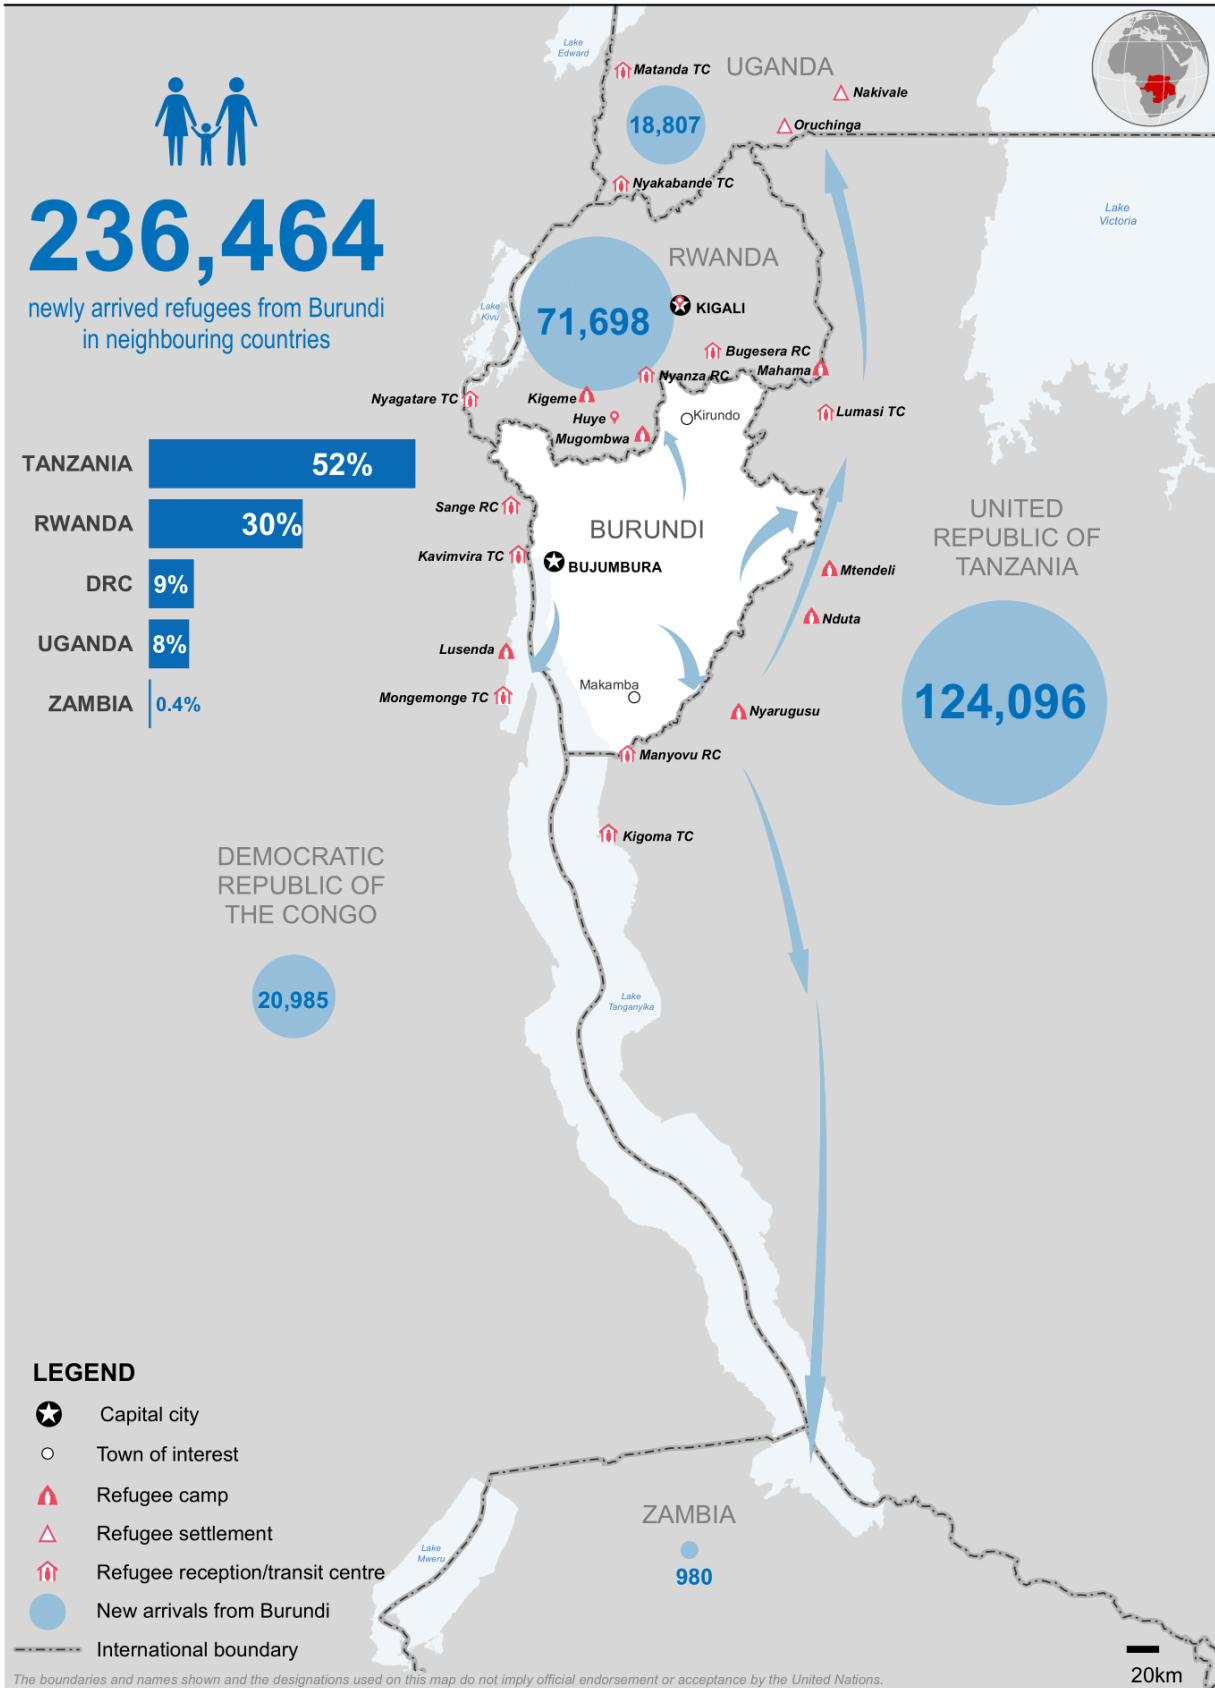 Lake
Edward
Matanda TC
UGANDA
Nakivale
18,807
Oruchinga
Nyakabande TC
236,464
newly arrived refugees from Burundi
in neighbouring countries
Lake
Victoria
RWANDA
Lake
Kivu
71,698
KIGALI
Bugesera RC
Nyanza RC
Mahama
Nyagatare TC
Kigeme
Huye
Kirundo
Lumasi TC
Mugombwa
TANZANIA
52%
RWANDA
30%
DRC
9%
UGANDA
8%
ZAMBIA
0.4%
Sange RC
BURUNDI
UNITED
REPUBLIC OF
TANZANIA
Kavimvira TC
BUJUMBURA
Mtendeli
Nduta
124,096
Lusenda
Makamba
Mongemonge TC
Nyarugusu
Manyovu RC
Kigoma TC
DEMOCRATIC
REPUBLIC OF
THE CONGO
20,985
Lake
Tanganyika
LEGEND
Capital city
Town of interest
Refugee camp
Refugee settlement
Refugee reception/transit centre
New arrivals from Burundi
International boundary
ZAMBIA
980
Lake
Mweru
20km
The boundaries and names shown and the designations used on this map do not imply official endorsement or acceptance by the United Nations.